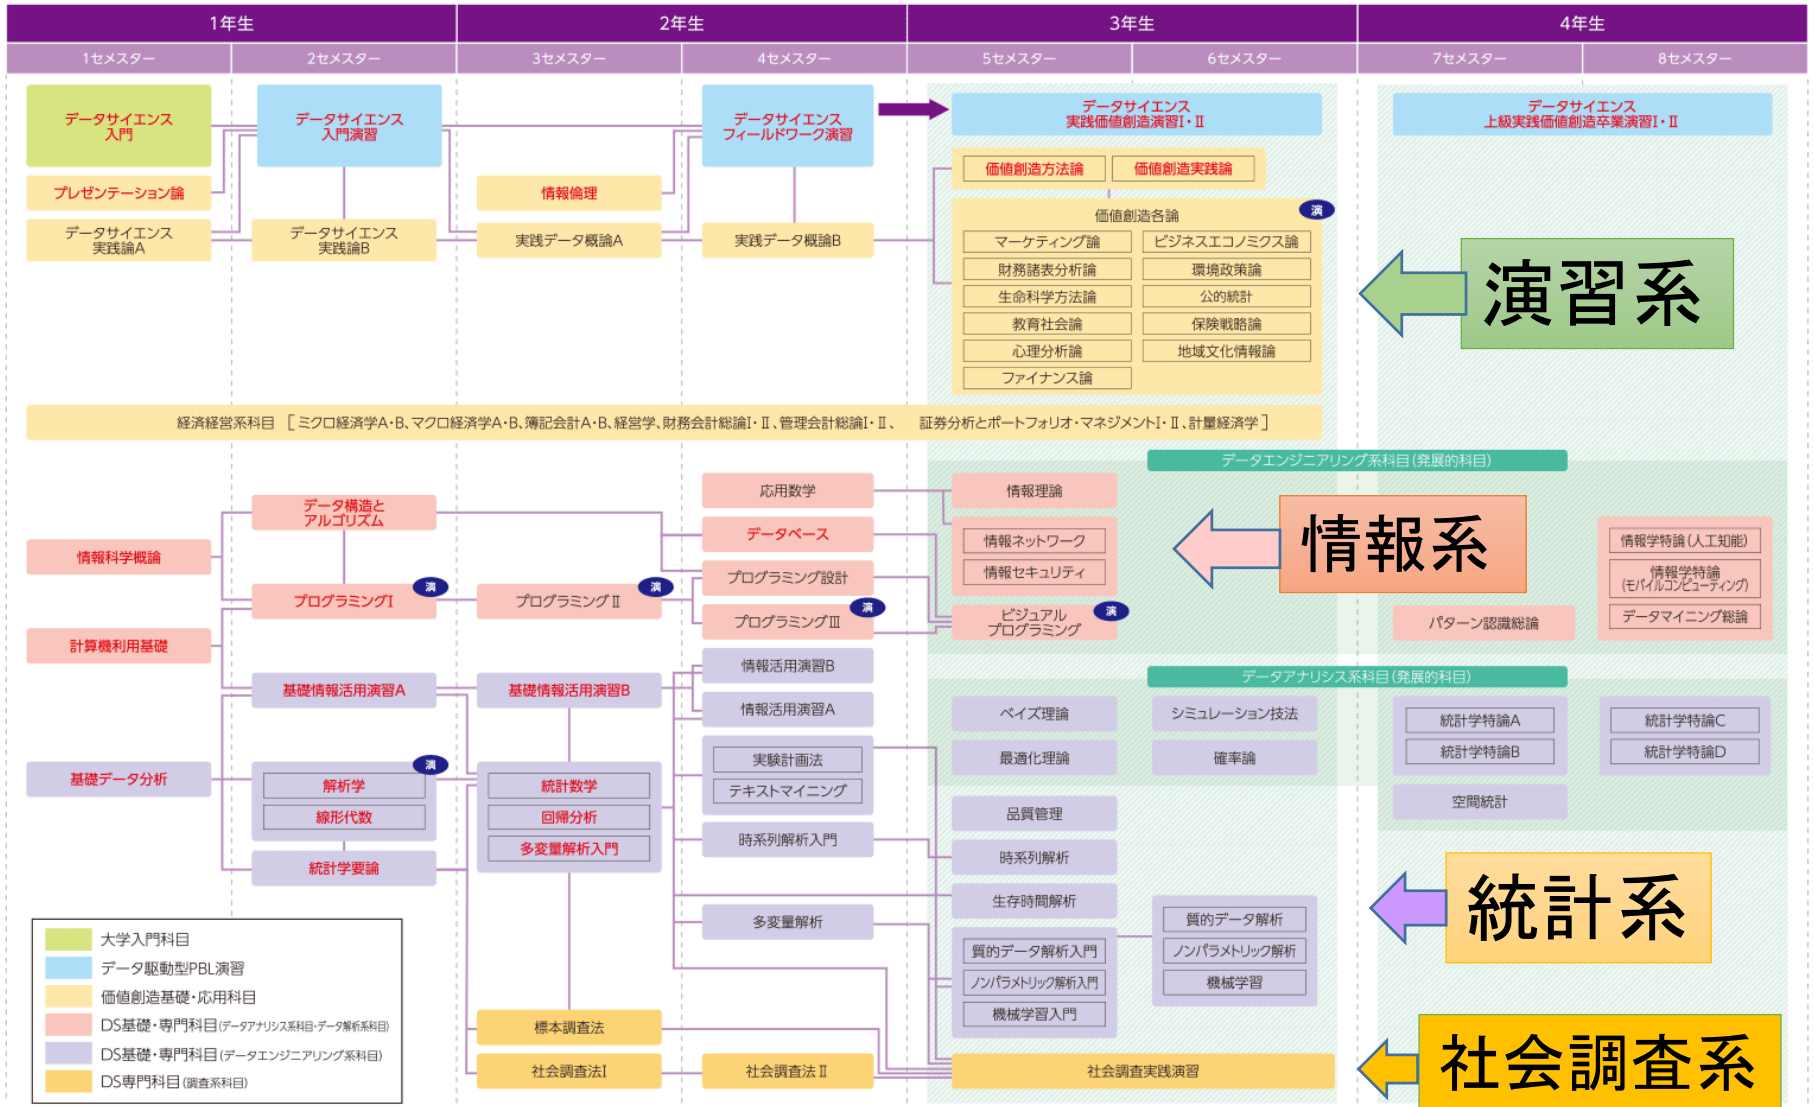 1年生
2年生
3年生
4年生
1セメスター
2セメスター
3セメスター
4セメスター
5セメスター
6セメスター
7セメスター
8セメスター
データサイエンス
入門
データサイエンス
入門演習
データサイエンス
フィールドワーク演習
データサイエンス
実践価値創造演習Ⅰ・Ⅱ
データサイエンス
上級実践価値創造卒業演習Ⅰ・Ⅱ
プレゼンテーション論
情報倫理
価値創造方法論
価値創造実践論
データサイエンス
実践論A
データサイエンス
実践論B
実践データ概論A
実践データ概論B
価値創造各論
演
マーケティング論
ビジネスエコノミクス論
財務諸表分析論
環境政策論
生命科学方法論
公的統計
教育社会論
保険戦略論
心理分析論
地域文化情報論
ファイナンス論
演習系
経済経営系科目 [ミクロ経済学A・B、マクロ経済学A・B、簿記会計A・B、経営学、財務会計総論Ⅰ・Ⅱ、管理会計総論Ⅰ・Ⅱ、 証券分析とポートフォリオ・マネジメントⅠ・Ⅱ、計量経済学]
データエンジニアリング系科目(発展的科目)
情報科学概論
計算機利用基礎
データ構造と
アルゴリズム
プログラミングⅠ
演
プログラミングⅡ
演
応用数学
データベース
プログラミング設計
プログラミングⅢ
演
情報理論
情報ネットワーク
情報セキュリティ
ビジュアル
プログラミング
演
情報系
パターン認識総論
情報学特論(人工知能)
情報学特論
(モバイルコンピューティング)
データマイニング総論
データアナリシス系科目(発展的科目)
基礎情報活用演習A
基礎情報活用演習B
情報活用演習B
情報活用演習A
基礎データ分析
演
解析学
線形代数
統計学要論
統計数学
回帰分析
多変量解析入門
実験計画法
テキストマイニング
時系列解析入門
多変量解析
ベイズ理論
シミュレーション技法
最適化理論
確率論
品質管理
時系列解析
生存時間解析
質的データ解析入門
ノンパラメトリック解析入門
機械学習入門
質的データ解析
ノンパラメトリック解析
機械学習
統計学特論A
統計学特論B
統計学特論C
統計学特論D
空間統計
統計系
標本調査法
社会調査法Ⅰ
社会調査法Ⅱ
社会調査実践演習
社会調査系
大学入門科目
データ駆動型PBL演習
価値創造基礎・応用科目
DS基礎・専門科目(データアナリシス系科目・データ解析系科目)
DS基礎・専門科目(データエンジニアリング系科目)
DS専門科目(調査系科目)